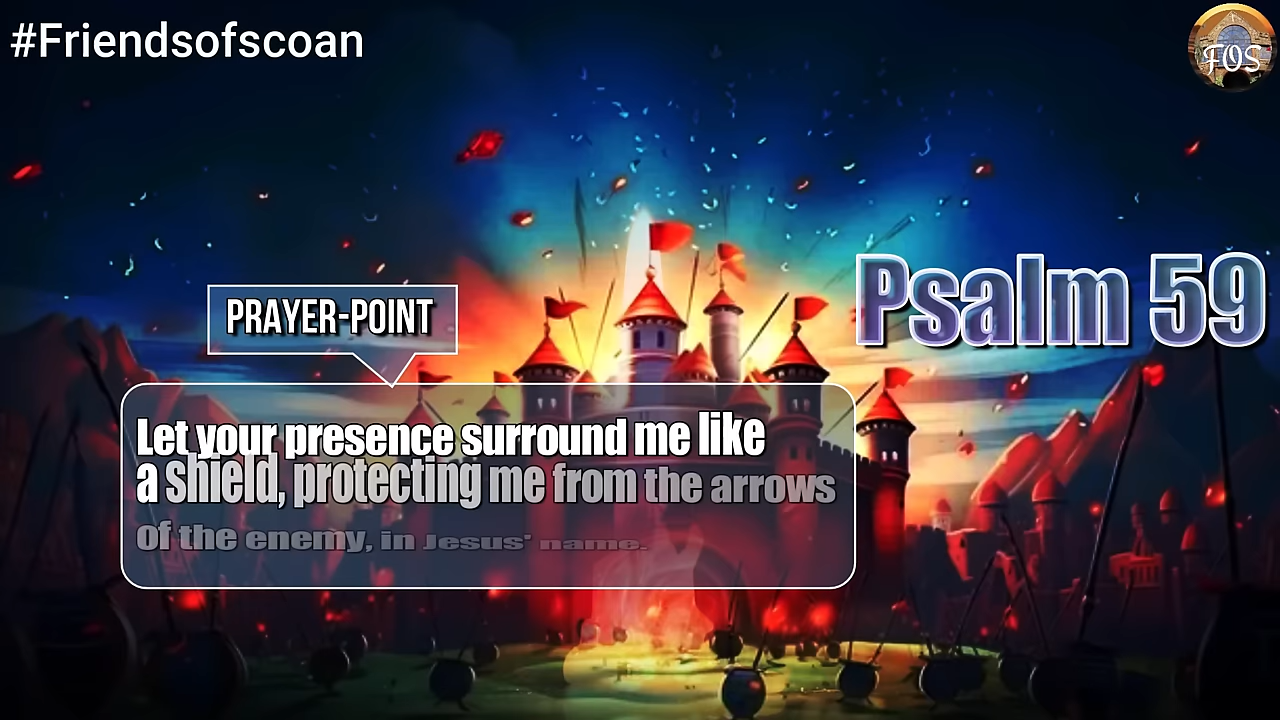 #Friendsofscoan
FOS
PRAYER-POINT
Psalm 59
Let your presence surround me like
a shield, protecting me from the arrows
of the enemy, in Jesus' name.